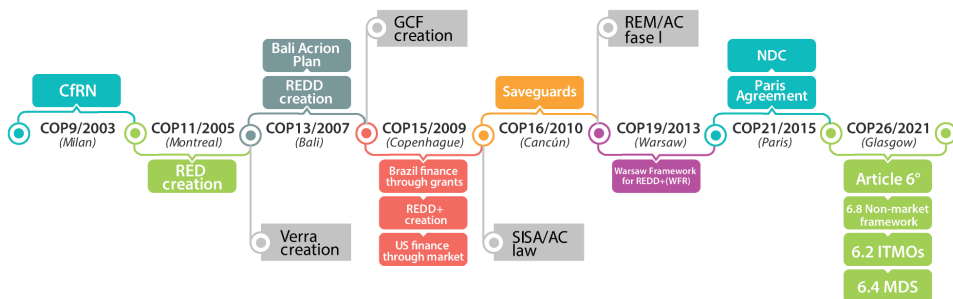 GCF
creation
REM/AC
fase I
Bali Acrion
Plan
NDC
CfRN
REDD
creation
Saveguards
Paris
Agreement
COP9/2003
(Milan)
COP11/2005
(Montreal)
COP13/2007
(Bali)
COP15/2009
(Copenhague)
COP16/2010
(Cancún)
COP19/2013
(Warsaw)
COP21/2015
(Paris)
COP26/2021
(Glasgow)
RED
creation
Brazil finance
through grants
Warsaw Framework
for REDD+(WFR)
Article 6°
REDD+
creation
6.8 Non-market
framework
Verra
creation
US finance
through market
SISA/AC
law
6.2 ITMOs
6.4 MDS